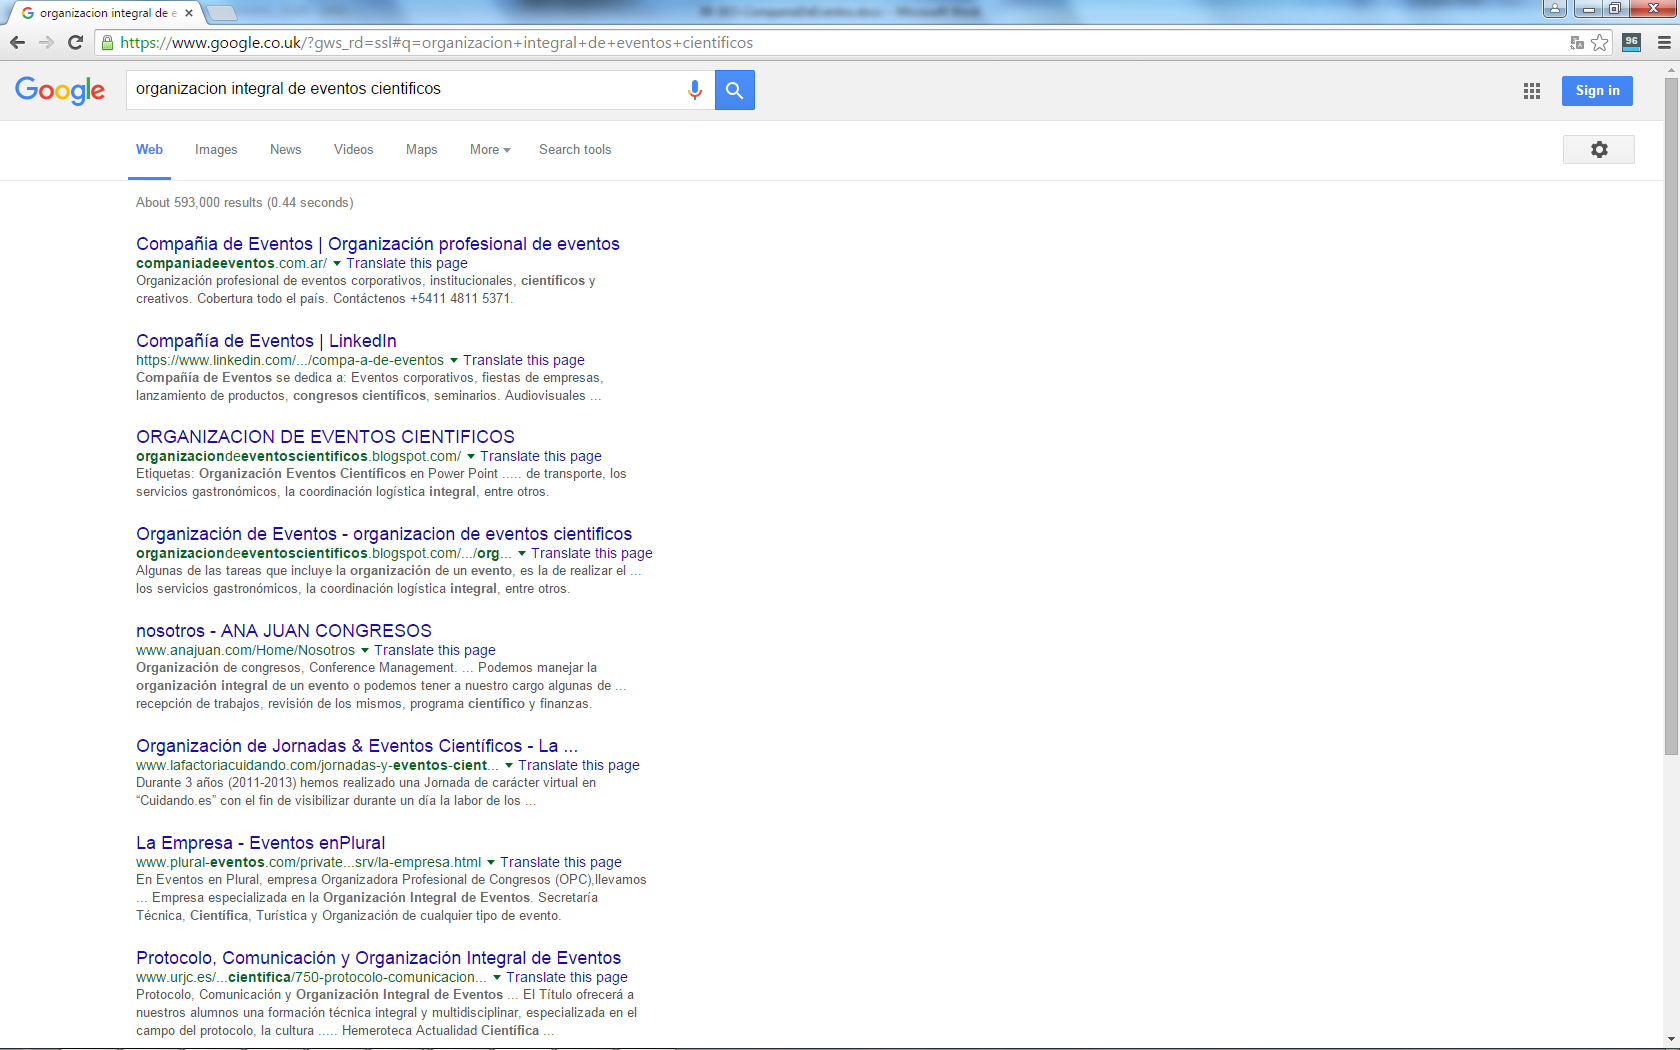 organizacion integral de e
https://www.google.co.uk/?gws_rd=ssl#q=organizacion+integral+de+eventos+cientificos
96
Google
organizacion integral de eventos cientificos
Sign in
Web Images News Videos Maps More Search tools
About 593,000 results (0.44 seconds)
Compañia de Eventos | Organización profesional de eventos
companiadeeventos.com.ar/ Translate this page
Organización profesional de eventos corporativos, institucionales, científicos y
creativos. Cobertura todo el país. Contáctenos +5411 4811 5371.
Compañía de Eventos | LinkedIn
https://www.linkedin.com/.../compa-a-de-eventos Translate this page
Compañía de Eventos se dedica a: Eventos corporativos, fiestas de empresas,
lanzamiento de productos, congresos científicos, seminarios. Audiovisuales ...
ORGANIZACION DE EVENTOS CIENTIFICOS
organizaciondeeventoscientificos.blogspot.com/ Translate this page
Etiquetas: Organización Eventos Científicos en Power Point ..... de transporte, los
servicios gastronómicos, la coordinación logística integral, entre otros.
Organización de Eventos - organizacion de eventos cientificos
organizaciondeeventoscientificos.blogspot.com/.../org... Translate this page
Algunas de las tareas que incluye la organización de un evento, es la de realizar el ...
los servicios gastronómicos, la coordinación logística integral, entre otros.
nosotros - ANA JUAN CONGRESOS
www.anajuan.com/Home/Nosotros Translate this page
Organización de congresos, Conference Management. ... Podemos manejar la
organización integral de un evento o podemos tener a nuestro cargo algunas de ...
recepción de trabajos, revisión de los mismos, programa científico y finanzas.
Organización de Jornadas & Eventos Científicos - La ...
www.lafactoriacuidando.com/jornadas-y-eventos-cient... Translate this page
Durante 3 años (2011-2013) hemos realizado una Jornada de carácter virtual en
“Cuidando.es” con el fin de visibilizar durante un día la labor de los ...
La Empresa - Eventos enPlural
www.plural-eventos.com/private...srv/la-empresa.html Translate this page
En Eventos en Plural, empresa Organizadora Profesional de Congresos (OPC),llevamos
... Empresa especializada en la Organización Integral de Eventos. Secretaría
Técnica, Científica, Turística y Organización de cualquier tipo de evento.
Protocolo, Comunicación y Organización Integral de Eventos
www.urjc.es/...cientifica/750-protocolo-comunicacion... Translate this page
Protocolo, Comunicación y Organización Integral de Eventos ... El Título ofrecerá a
nuestros alumnos una formación técnica integral y multidisciplinar, especializada en el
campo del protocolo, la cultura ..... Hemeroteca Actualidad Científica ...